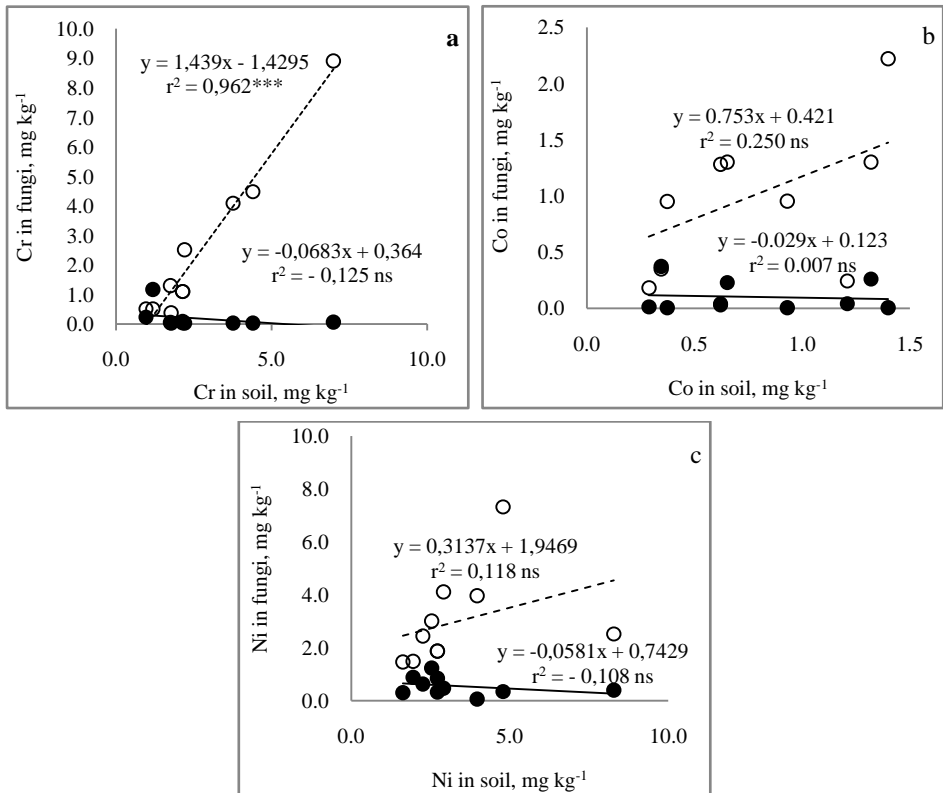 a
10.0
9.0
8.0
7.0
6.0
5.0
4.0
3.0
2.0
1.0
0.0
Cr in fungi, mg kg-1
y = 1,439x - 1,4295
r2 = 0,962***
y = -0,0683x + 0,364
r2 = - 0,125 ns
0.0 5.0 10.0
Cr in soil, mg kg-1
b
2.5
2.0
1.5
1.0
0.5
0.0
Co in fungi, mg kg-1
y = 0.753x + 0.421
r2 = 0.250 ns
y = -0.029x + 0.123
r2 = 0.007 ns
0.0 0.5 1.0 1.5
Co in soil, mg kg-1
c
10.0
8.0
6.0
4.0
2.0
0.0
Ni in fungi, mg kg-1
y = 0,3137x + 1,9469
r2 = 0,118 ns
y = -0,0581x + 0,7429
r2 = - 0,108 ns
0.0 5.0 10.0
Ni in soil, mg kg-1